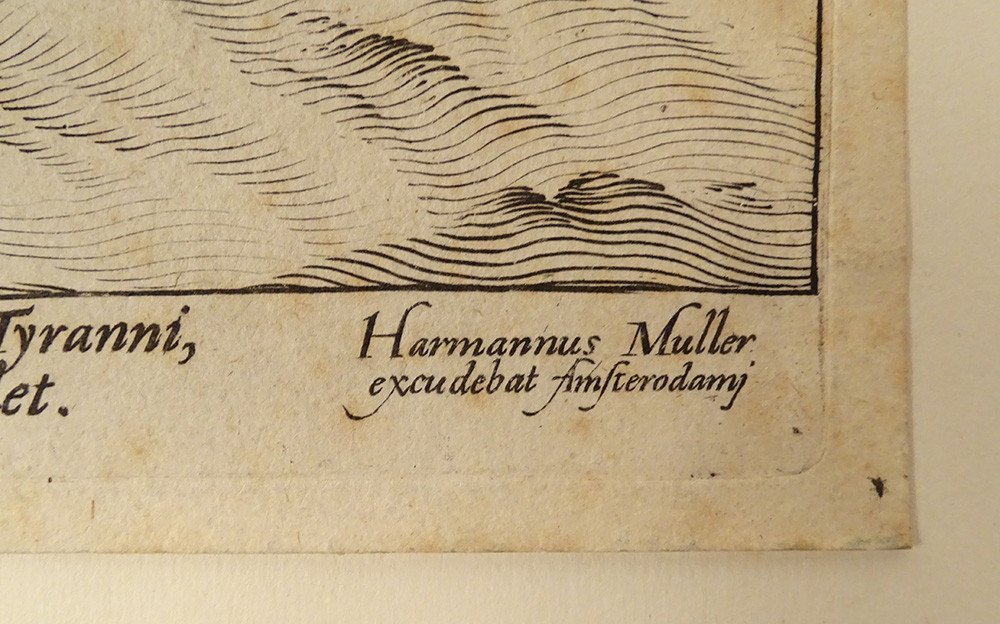 Tyranni,
et.
Harmannus Muller
excudebat Amsterodamj